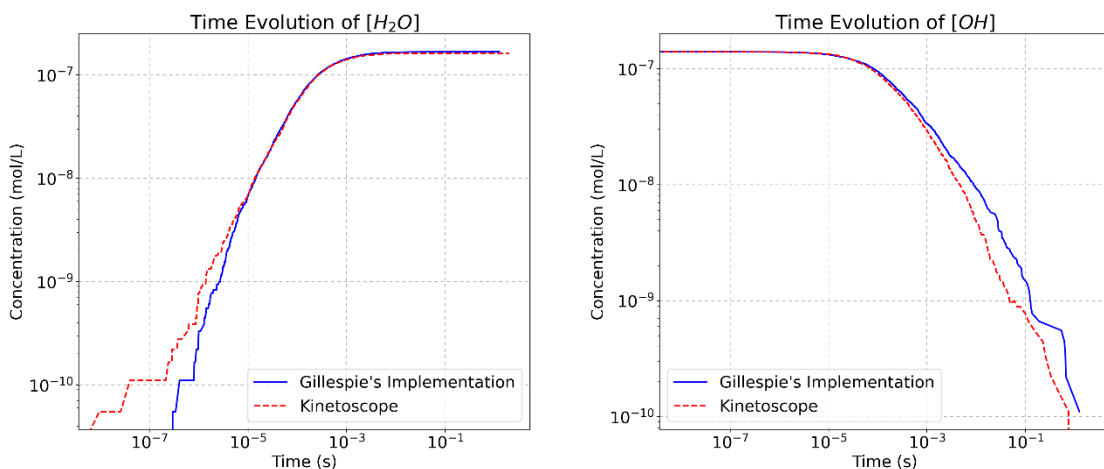 Time Evolution of [H₂O]
Concentration (mol/L)
10⁻⁷
10⁻⁸
10⁻⁹
10⁻¹⁰
Gillespie's Implementation
Kinetoscope
10⁻⁷ 10⁻⁵ 10⁻³ 10⁻¹
Time (s)
Time Evolution of [OH]
Concentration (mol/L)
10⁻⁷
10⁻⁸
10⁻⁹
10⁻¹⁰
Gillespie's Implementation
Kinetoscope
10⁻⁷ 10⁻⁵ 10⁻³ 10⁻¹
Time (s)